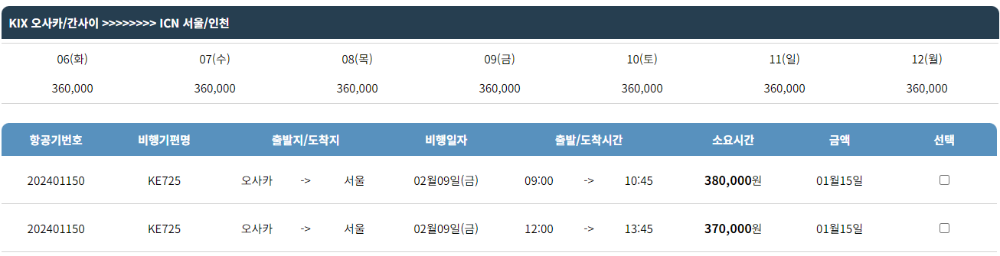 KIX 오사카/간사이 >>>>>>>> ICN 서울/인천
06(화) 07(수) 08(목) 09(금) 10(토) 11(일) 12(월)
360,000 360,000 360,000 360,000 360,000 360,000 360,000
항공기번호 비행기편명 출발지/도착지 비행일자 출발/도착시간 소요시간 금액 선택
202401150 KE725 오사카 -> 서울 02월09일(금) 09:00 -> 10:45 380,000원 01월15일
202401150 KE725 오사카 -> 서울 02월09일(금) 12:00 -> 13:45 370,000원 01월15일